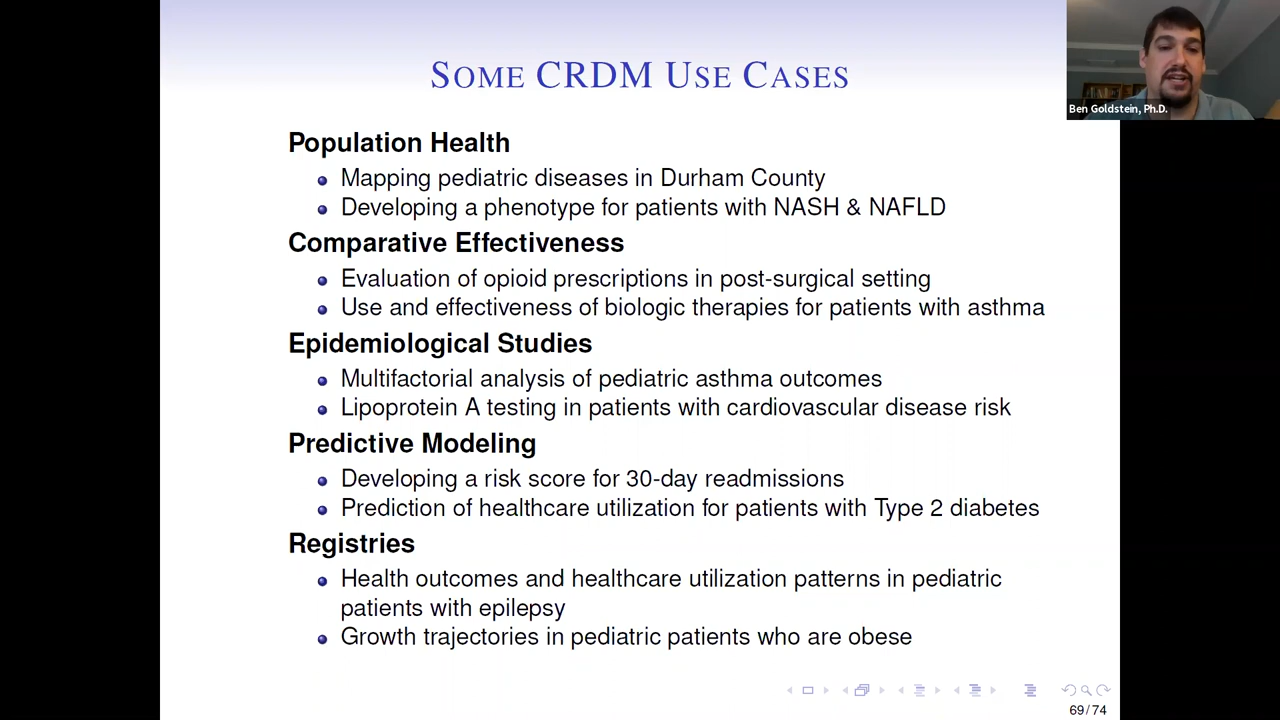 SOME CRDM USE CASES
Ben Goldstein, Ph.D.
Population Health
Mapping pediatric diseases in Durham County
Developing a phenotype for patients with NASH & NAFLD
Comparative Effectiveness
Evaluation of opioid prescriptions in post-surgical setting
Use and effectiveness of biologic therapies for patients with asthma
Epidemiological Studies
Multifactorial analysis of pediatric asthma outcomes
Lipoprotein A testing in patients with cardiovascular disease risk
Predictive Modeling
Developing a risk score for 30-day readmissions
Prediction of healthcare utilization for patients with Type 2 diabetes
Registries
Health outcomes and healthcare utilization patterns in pediatric
patients with epilepsy
Growth trajectories in pediatric patients who are obese
69/74